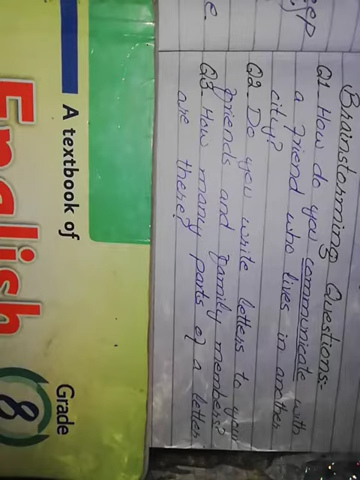 eep
Brainstorming Questions:-
Q1. How do you communicate with
a friend who lives in another
city?
Q2. Do you write letters to your
friends and family members?
Q3. How many parts of a letter
are there?
e
A textbook of
English
Grade
8